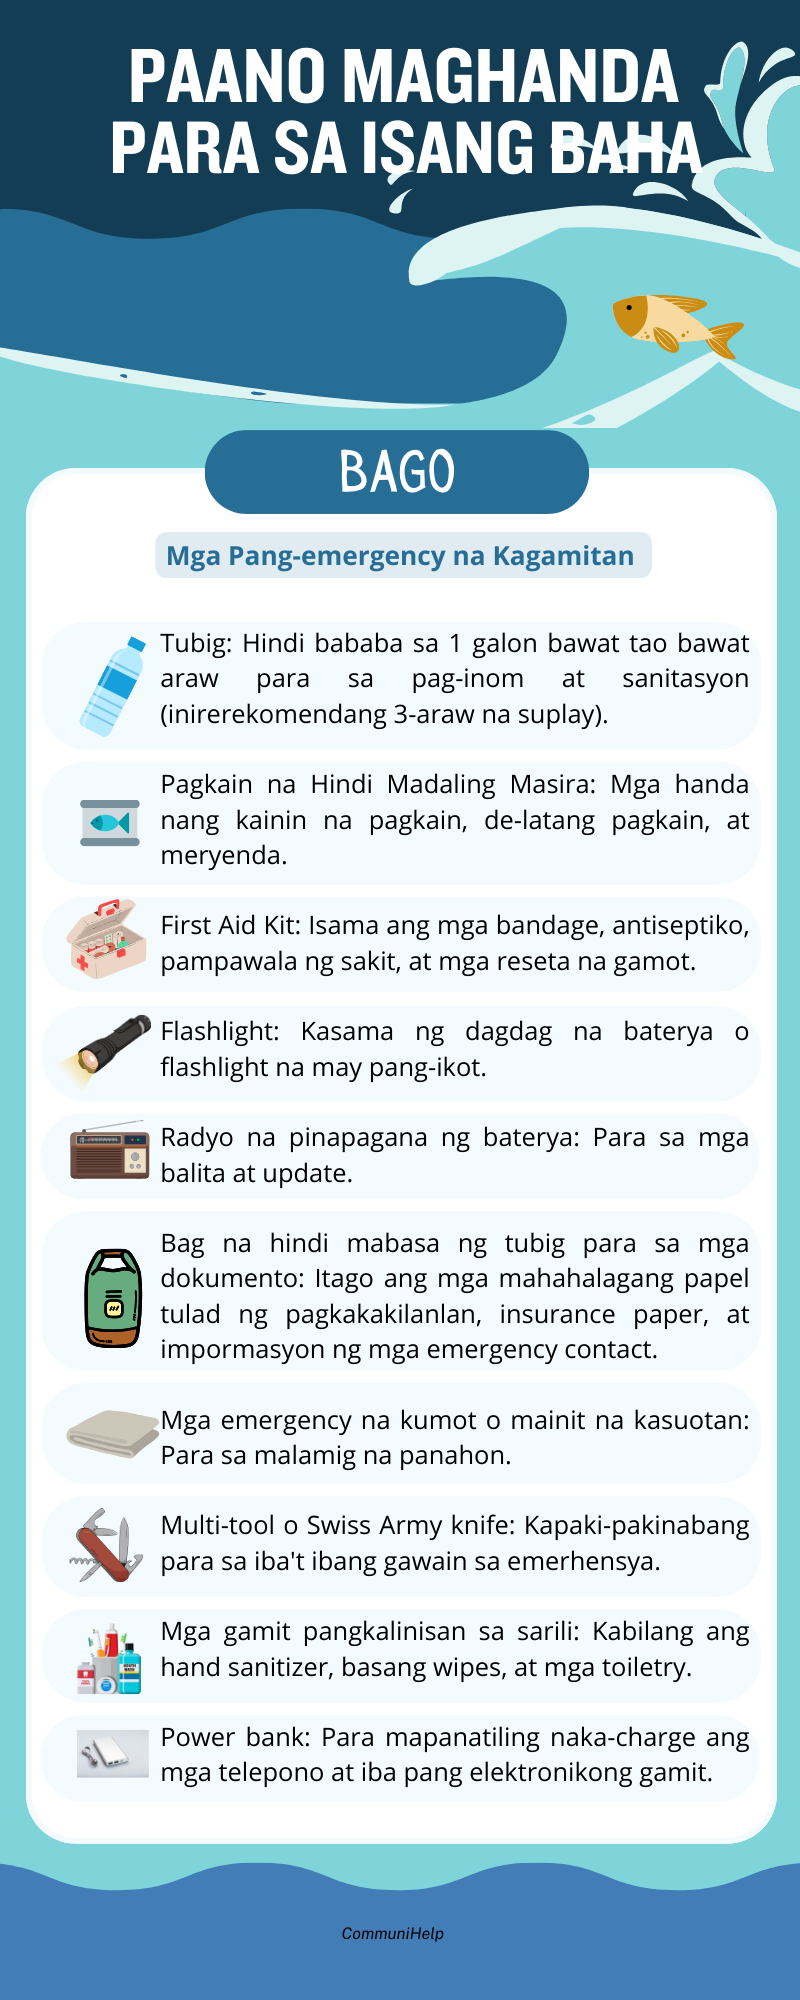 PAANO MAGHANDA
PARA SA ISANG BAHA
BAGO
Mga Pang-emergency na Kagamitan
Tubig: Hindi bababa sa 1 galon bawat tao bawat
araw para sa pag-inom at sanitasyon
(inirerekomendang 3-araw na suplay).
Pagkain na Hindi Madaling Masira: Mga handa
nang kainin na pagkain, de-latang pagkain, at
meryenda.
First Aid Kit: Isama ang mga bandage, antiseptiko,
pampawala ng sakit, at mga reseta na gamot.
Flashlight: Kasama ng dagdag na baterya o
flashlight na may pang-ikot.
Radyo na pinapagana ng baterya: Para sa mga
balita at update.
Bag na hindi mabasa ng tubig para sa mga
dokumento: Itago ang mga mahahalagang papel
tulad ng pagkakakilanlan, insurance paper, at
impormasyon ng mga emergency contact.
Mga emergency na kumot o mainit na kasuotan:
Para sa malamig na panahon.
Multi-tool o Swiss Army knife: Kapaki-pakinabang
para sa iba't ibang gawain sa emerhensya.
Mga gamit pangkalinisan sa sarili: Kabilang ang
hand sanitizer, basang wipes, at mga toiletry.
Power bank: Para mapanatiling naka-charge ang
mga telepono at iba pang elektronikong gamit.
CommuniHelp